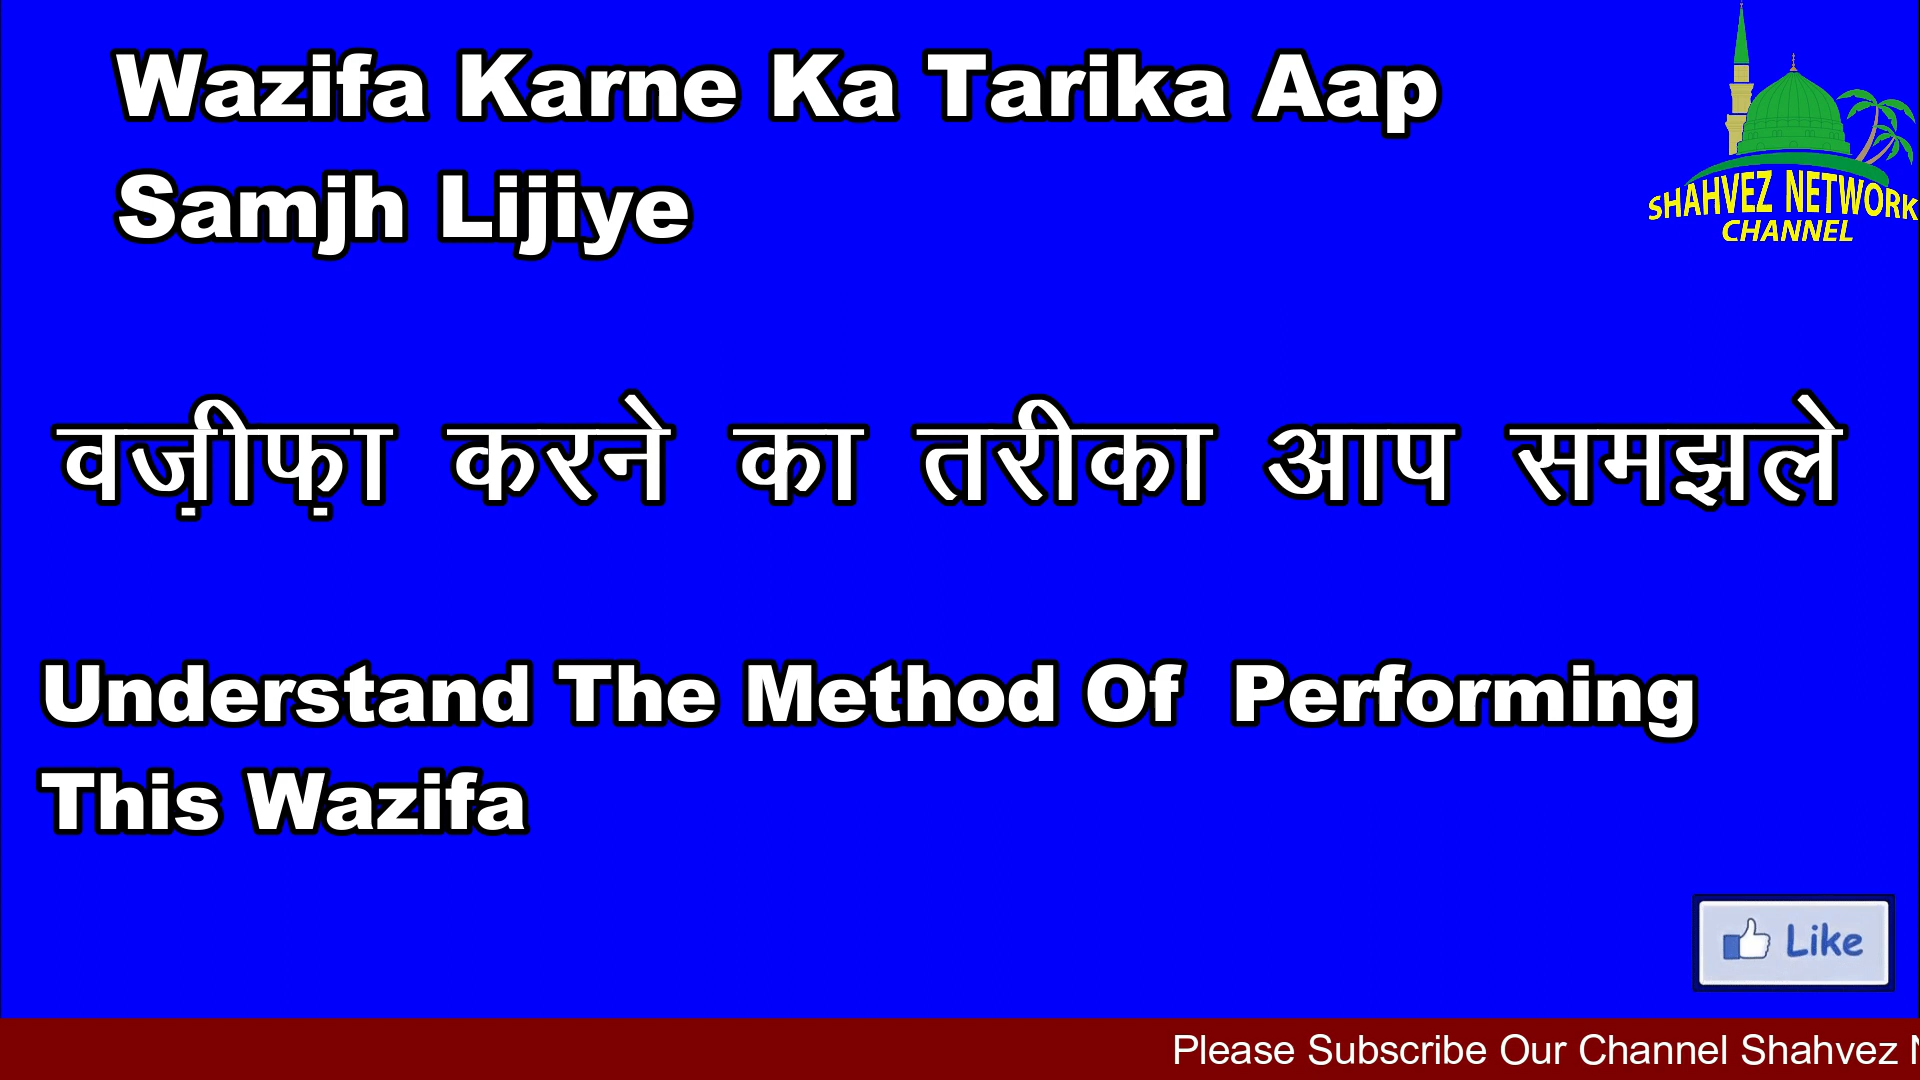 Wazifa Karne Ka Tarika Aap
Samjh Lijiye
SHAHVEZ NETWORK
CHANNEL
वज़ीफ़ा करने का तरीका आप समझले
Understand The Method Of Performing
This Wazifa
Like
Please Subscribe Our Channel Shahvez